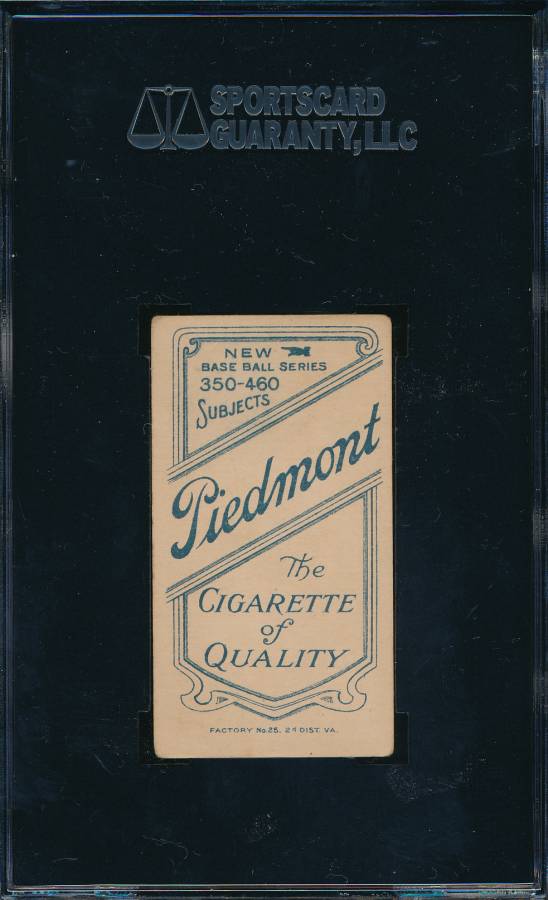 SPORTSCARD
GUARANTY, LLC
NEW
BASE BALL SERIES
350-460
SUBJECTS
Piedmont
The
CIGARETTE
of
QUALITY
FACTORY No. 25, 2d DIST. VA.